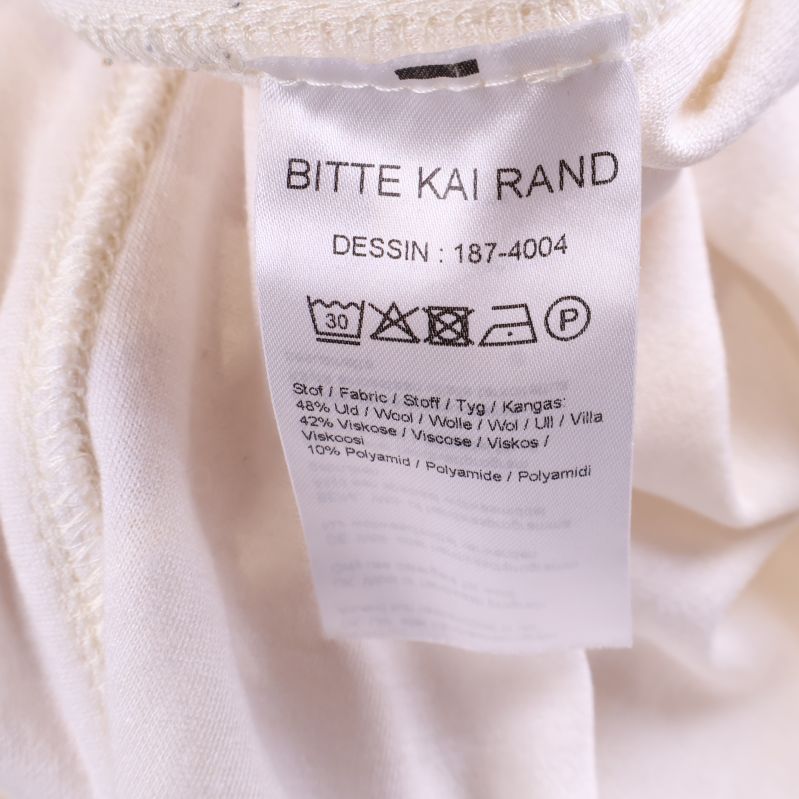 BITTE KAI RAND
DESSIN : 187-4004
30
P
Stof / Fabric / Stoff / Tyg / Kangas:
48% Uld / Wool / Wolle / Wol / Ull / Villa
42% Viskose / Viscose / Viskos /
Viskoosi
10% Polyamid / Polyamide / Polyamidi